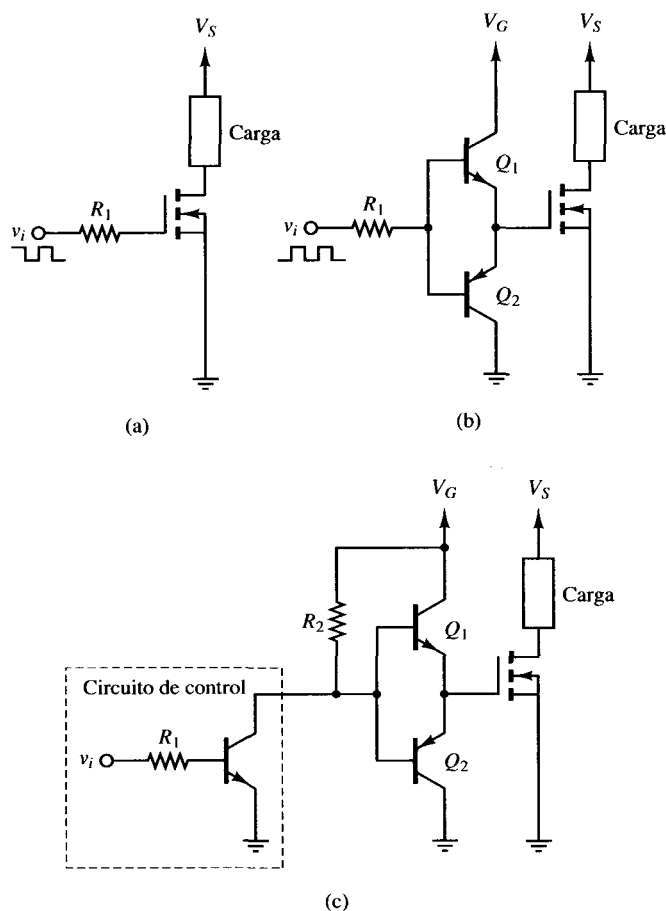 V_S
Carga
R_1
v_i
(a)
V_G
V_S
Carga
Q_1
R_1
v_i
Q_2
(b)
V_G
V_S
Carga
R_2
Q_1
Circuito de control
R_1
v_i
Q_2
(c)